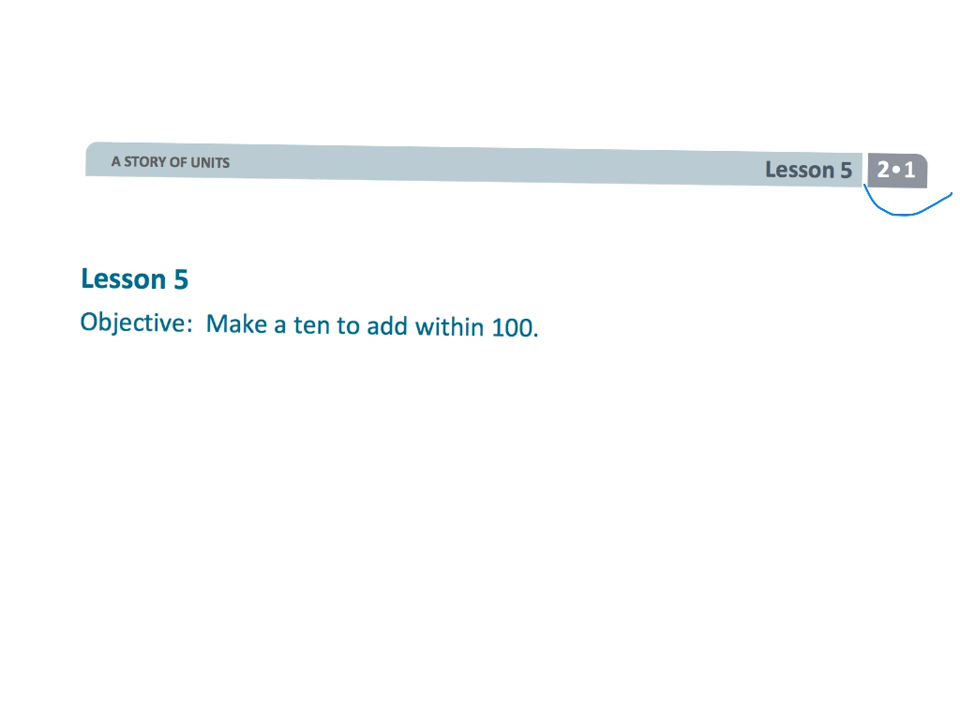 A STORY OF UNITS
Lesson 5
2•1
Lesson 5
Objective: Make a ten to add within 100.